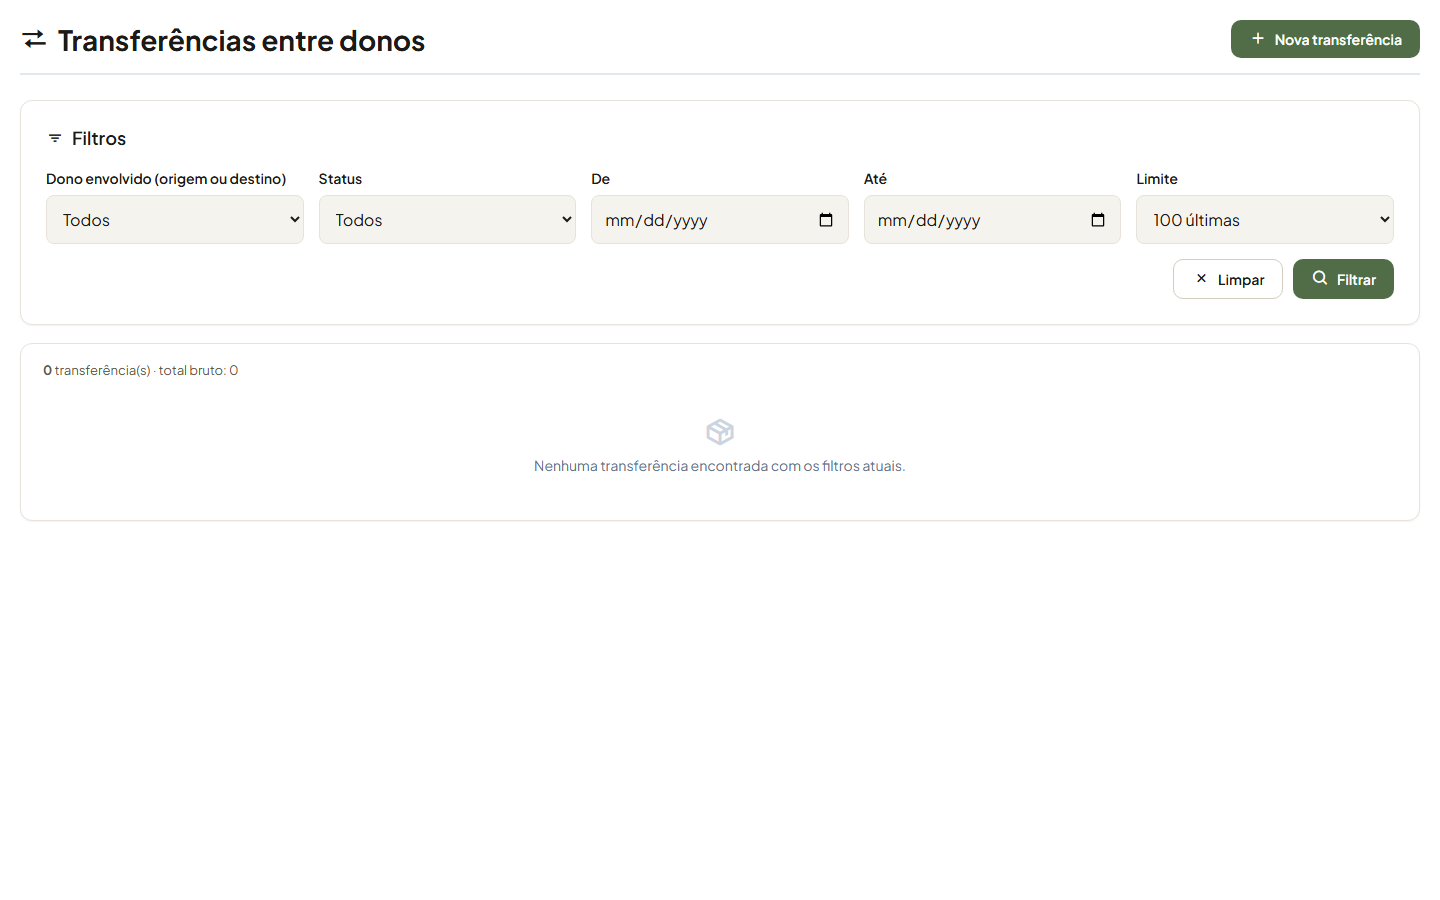 Transferências entre donos
Nova transferência
Filtros
Dono envolvido (origem ou destino) Status De Até Limite
Todos Todos mm/dd/yyyy mm/dd/yyyy 100 últimas
Limpar Filtrar
0 transferência(s) · total bruto: 0
Nenhuma transferência encontrada com os filtros atuais.